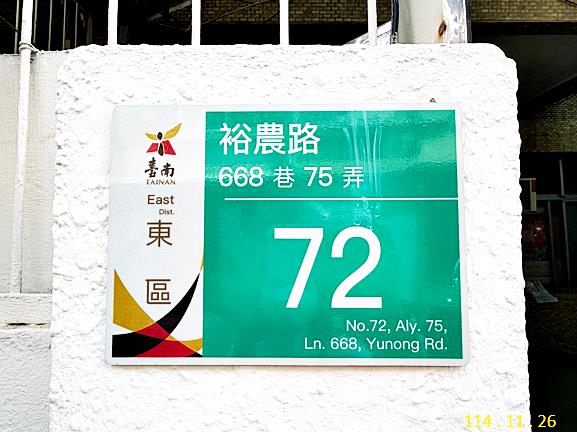 臺南
TAINAN
East
Dist.
東
區
裕農路
668 巷 75 弄
72
No.72, Aly. 75,
Ln. 668, Yunong Rd.
114 . 11 . 26